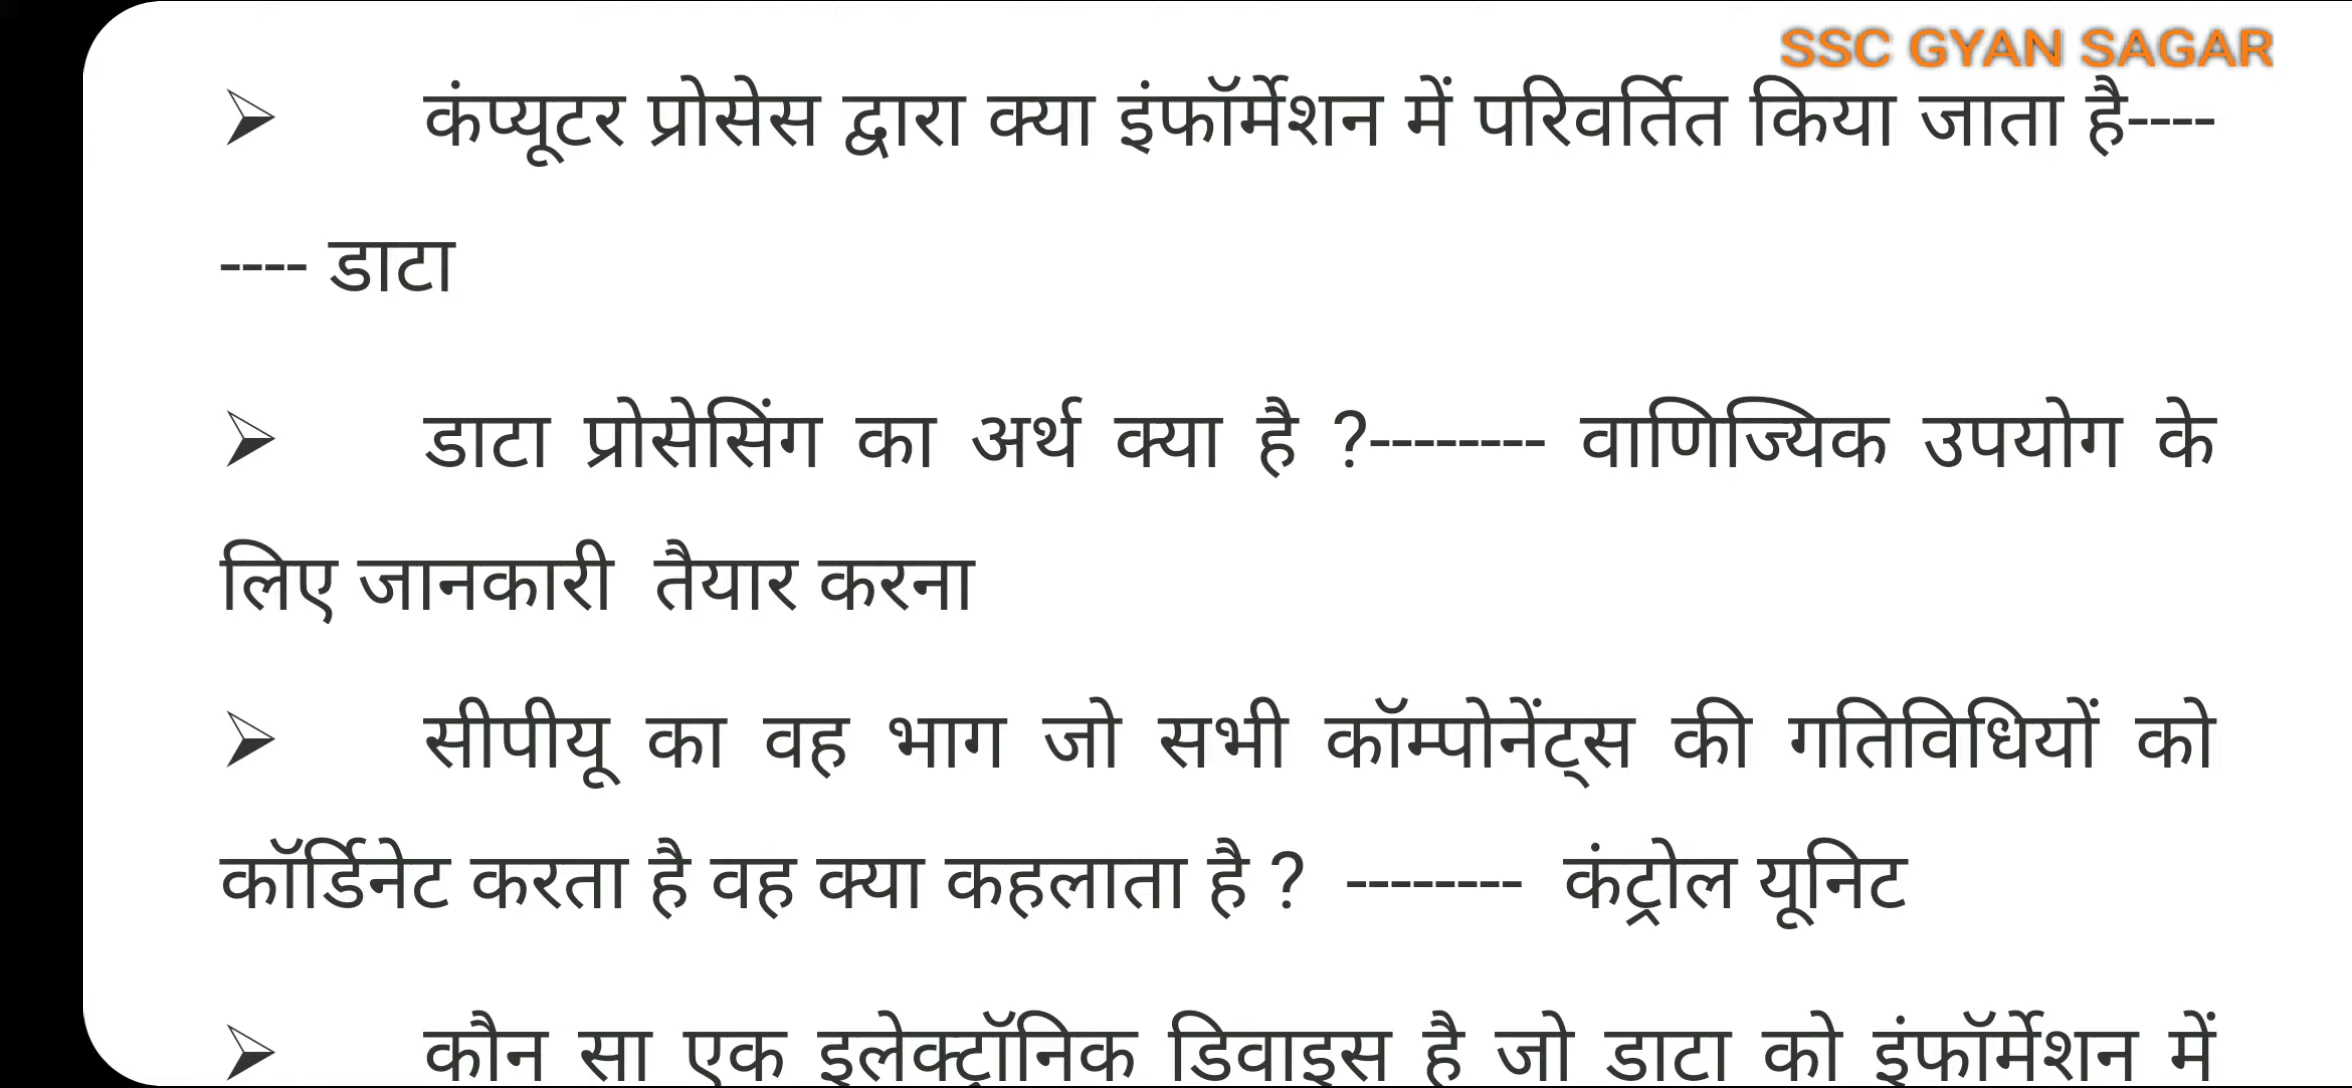 SSC GYAN SAGAR
➢ कंप्यूटर प्रोसेस द्वारा क्या इंफॉर्मेशन में परिवर्तित किया जाता है----
---- डाटा
➢ डाटा प्रोसेसिंग का अर्थ क्या है ?-------- वाणिज्यिक उपयोग के
लिए जानकारी तैयार करना
➢ सीपीयू का वह भाग जो सभी कॉम्पोनेंट्स की गतिविधियों को
कॉर्डिनेट करता है वह क्या कहलाता है ? -------- कंट्रोल यूनिट
➢ कौन सा एक इलेक्ट्रॉनिक डिवाइस है जो डाटा को इंफॉर्मेशन में